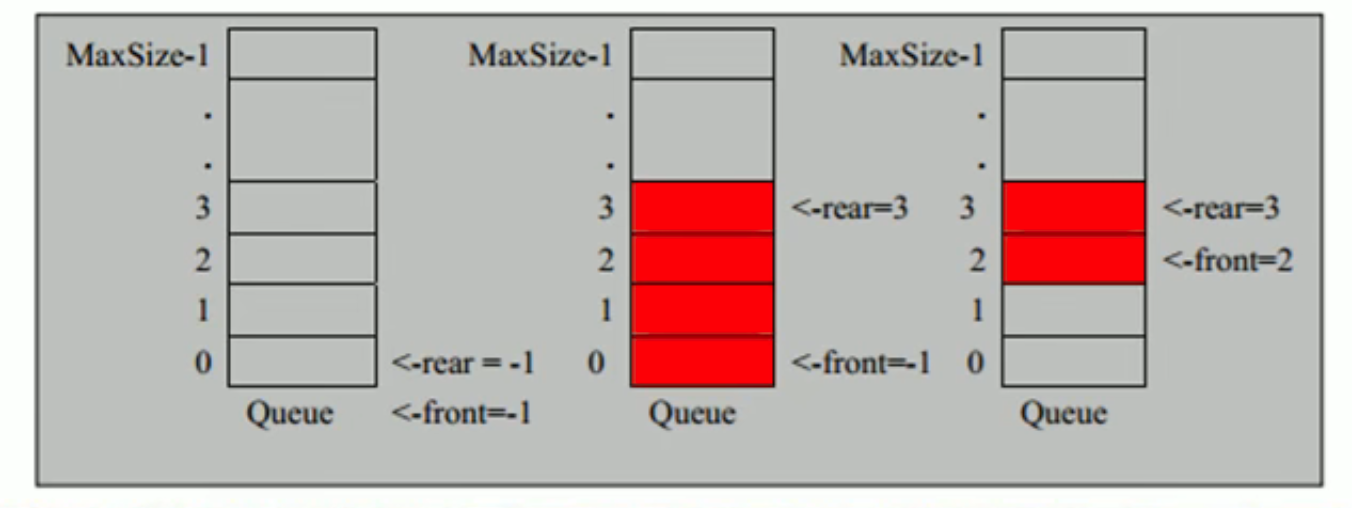 MaxSize-1 MaxSize-1 MaxSize-1
. . .
. . .
3 3 <-rear=3 3 <-rear=3
2 2 2 <-front=2
1 1 1
0 <-rear = -1 0 <-front=-1 0
Queue <-front=-1 Queue Queue